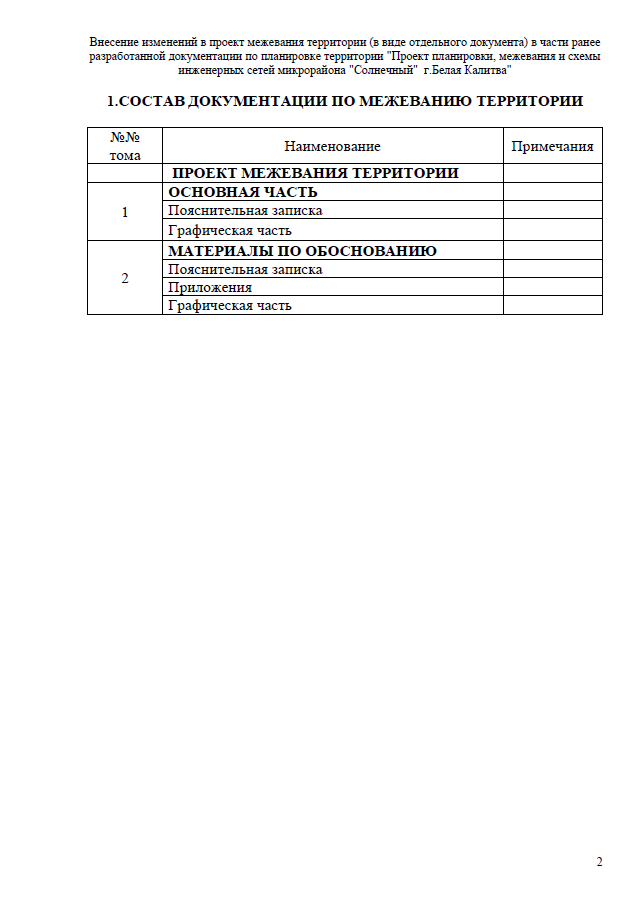 Внесение изменений в проект межевания территории (в виде отдельного документа) в части ранее
разработанной документации по планировке территории "Проект планировки, межевания и схемы
инженерных сетей микрорайона "Солнечный" г.Белая Калитва"
1.СОСТАВ ДОКУМЕНТАЦИИ ПО МЕЖЕВАНИЮ ТЕРРИТОРИИ
№№
тома
Наименование
Примечания
ПРОЕКТ МЕЖЕВАНИЯ ТЕРРИТОРИИ
1
ОСНОВНАЯ ЧАСТЬ
Пояснительная записка
Графическая часть
2
МАТЕРИАЛЫ ПО ОБОСНОВАНИЮ
Пояснительная записка
Приложения
Графическая часть
2